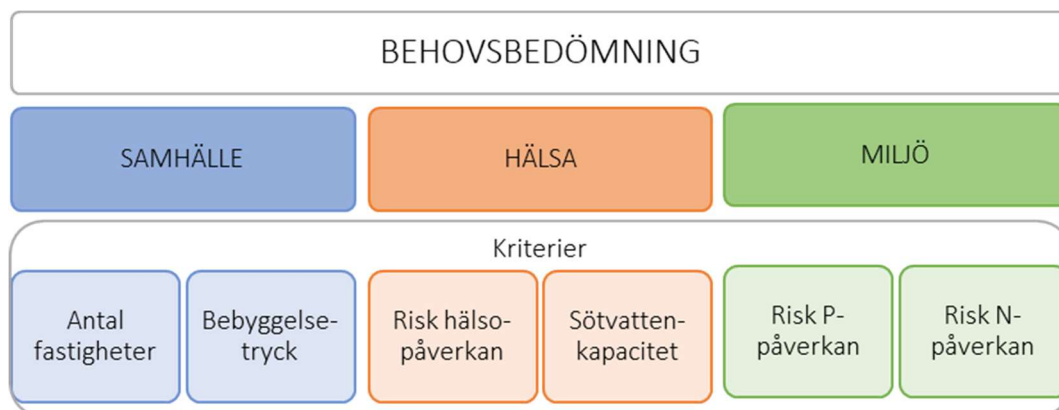 BEHOVSBEDÖMNING
SAMHÄLLE
HÄLSA
MILJÖ
Kriterier
Antal
fastigheter
Bebyggelse-
tryck
Risk hälso-
påverkan
Sötvatten-
kapacitet
Risk P-
påverkan
Risk N-
påverkan